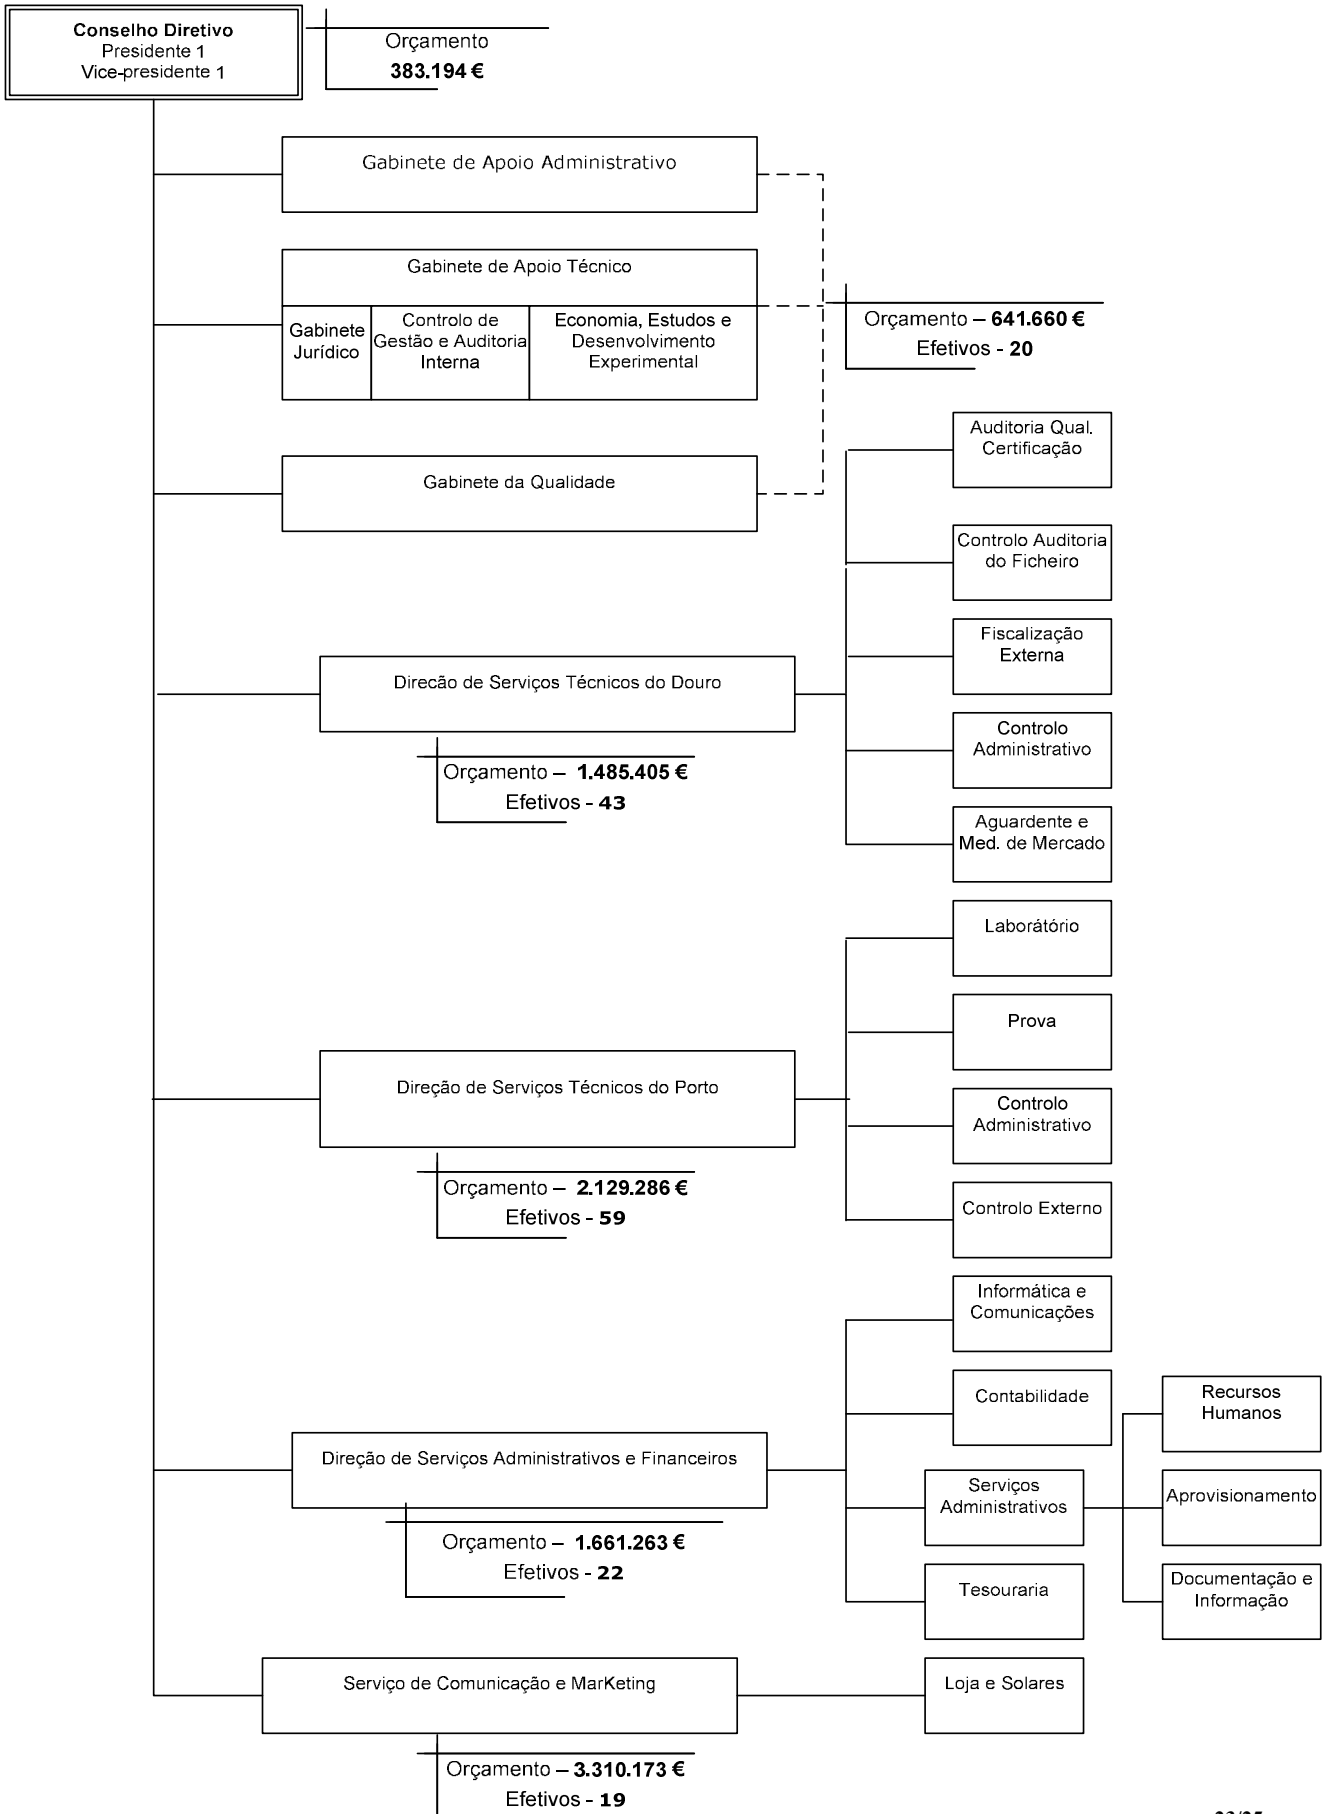 Conselho Diretivo
Presidente 1
Vice-presidente 1
Orçamento
383.194 €
Gabinete de Apoio Administrativo
Gabinete de Apoio Técnico
Gabinete
Jurídico
Controlo de
Gestão e Auditoria
Interna
Economia, Estudos e
Desenvolvimento
Experimental
Orçamento – 641.660 €
Efetivos - 20
Gabinete da Qualidade
Auditoria Qual.
Certificação
Controlo Auditoria
do Ficheiro
Fiscalização
Externa
Direcão de Serviços Técnicos do Douro
Controlo
Administrativo
Orçamento – 1.485.405 €
Efetivos - 43
Aguardente e
Med. de Mercado
Laborátório
Prova
Direção de Serviços Técnicos do Porto
Controlo
Administrativo
Orçamento – 2.129.286 €
Efetivos - 59
Controlo Externo
Informática e
Comunicações
Contabilidade
Recursos
Humanos
Direção de Serviços Administrativos e Financeiros
Serviços
Administrativos
Aprovisionamento
Orçamento – 1.661.263 €
Efetivos - 22
Tesouraria
Documentação e
Informação
Serviço de Comunicação e MarKeting
Loja e Solares
Orçamento – 3.310.173 €
Efetivos - 19